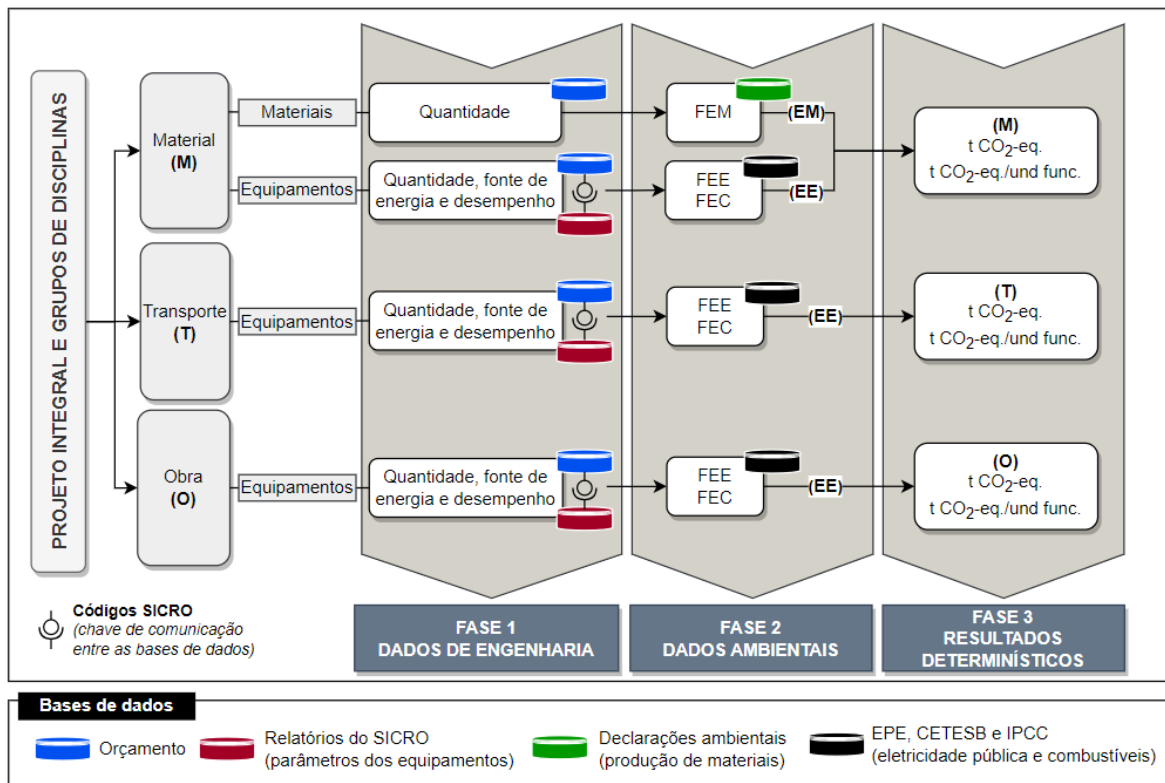 PROJETO INTEGRAL E GRUPOS DE DISCIPLINAS
Material
(M)
Materiais
Quantidade
FEM
(EM)
(M)
t CO₂-eq.
t CO₂-eq./und func.
Equipamentos
Quantidade, fonte de
energia e desempenho
FEE
FEC
(EE)
Transporte
(T)
Equipamentos
Quantidade, fonte de
energia e desempenho
FEE
FEC
(EE)
(T)
t CO₂-eq.
t CO₂-eq./und func.
Obra
(O)
Equipamentos
Quantidade, fonte de
energia e desempenho
FEE
FEC
(EE)
(O)
t CO₂-eq.
t CO₂-eq./und func.
Códigos SICRO
(chave de comunicação
entre as bases de dados)
FASE 1
DADOS DE ENGENHARIA
FASE 2
DADOS AMBIENTAIS
FASE 3
RESULTADOS
DETERMINÍSTICOS
Bases de dados
Orçamento
Relatórios do SICRO
(parâmetros dos equipamentos)
Declarações ambientais
(produção de materiais)
EPE, CETESB e IPCC
(eletricidade pública e combustíveis)